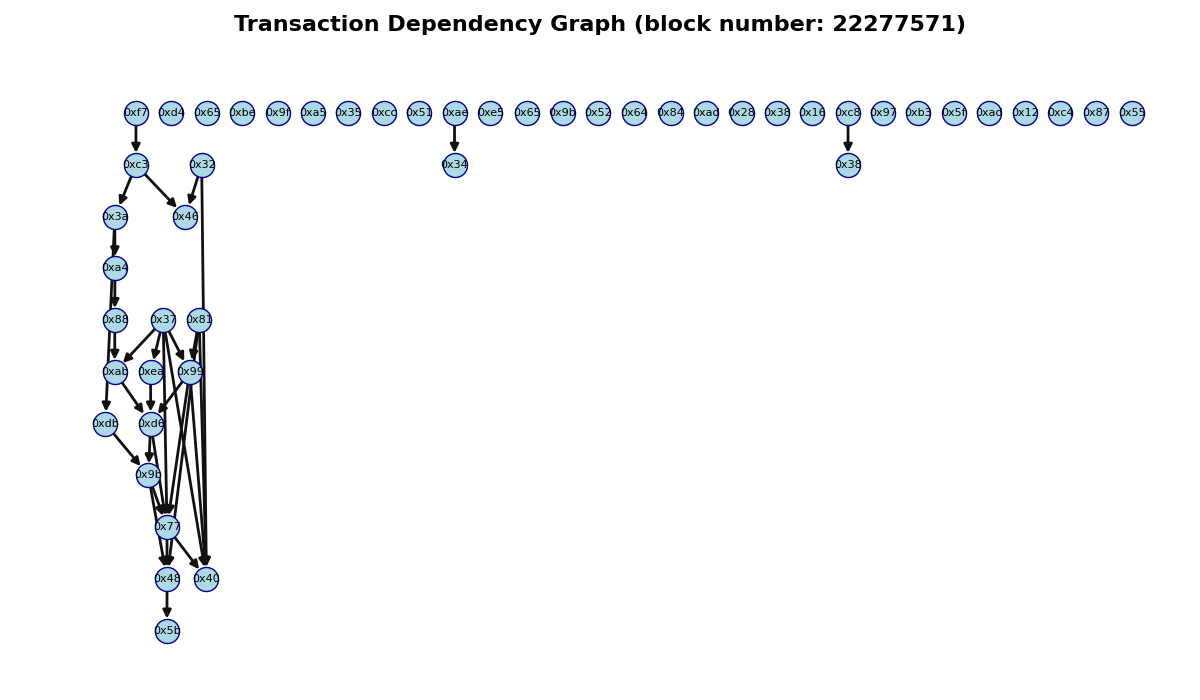 Transaction Dependency Graph (block number: 22277571)
0xf7 0xd4 0x65 0xbe 0x9f 0xa5 0x35 0xcc 0x51 0xae 0xe5 0x65 0x9b 0x52 0x64 0x84 0xad 0x28 0x38 0x16 0xc8 0x97 0xb3 0x5f 0xad 0x12 0xc4 0x87 0x55
0xc3 0x32 0x34 0x38
0x3a 0x46
0xa4
0x88 0x37 0x81
0xab 0xea 0x99
0xdb 0xd6
0x9b
0x77
0x48 0x40
0x5b